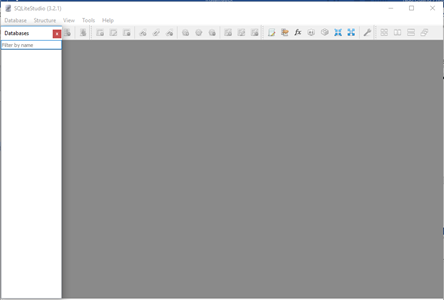 SQLiteStudio (3.2.1)
Database Structure View Tools Help
Databases
Filter by name